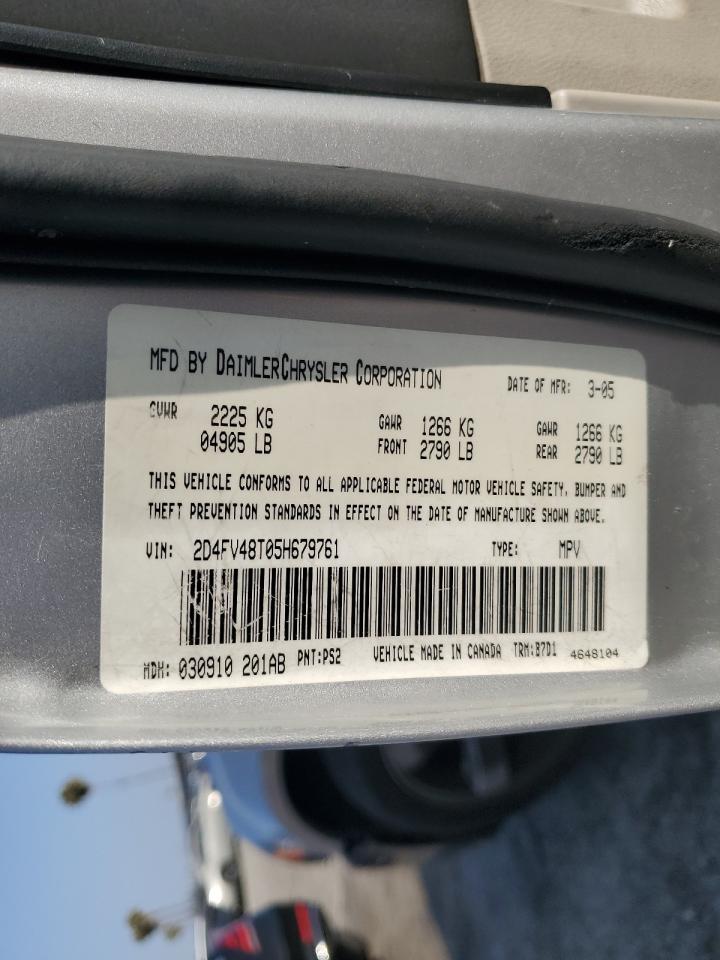 MFD BY DAIMLERCHRYSLER CORPORATION DATE OF MFR: 3-05
GVWR 2225 KG GAWR 1266 KG GAWR 1266 KG
04905 LB FRONT 2790 LB REAR 2790 LB
THIS VEHICLE CONFORMS TO ALL APPLICABLE FEDERAL MOTOR VEHICLE SAFETY, BUMPER AND
THEFT PREVENTION STANDARDS IN EFFECT ON THE DATE OF MANUFACTURE SHOWN ABOVE.
VIN: 2D4FV48T05H679761 TYPE: MPV
MDH: 030910 201AB PNT:PS2 VEHICLE MADE IN CANADA TRM:B7D1 4648104